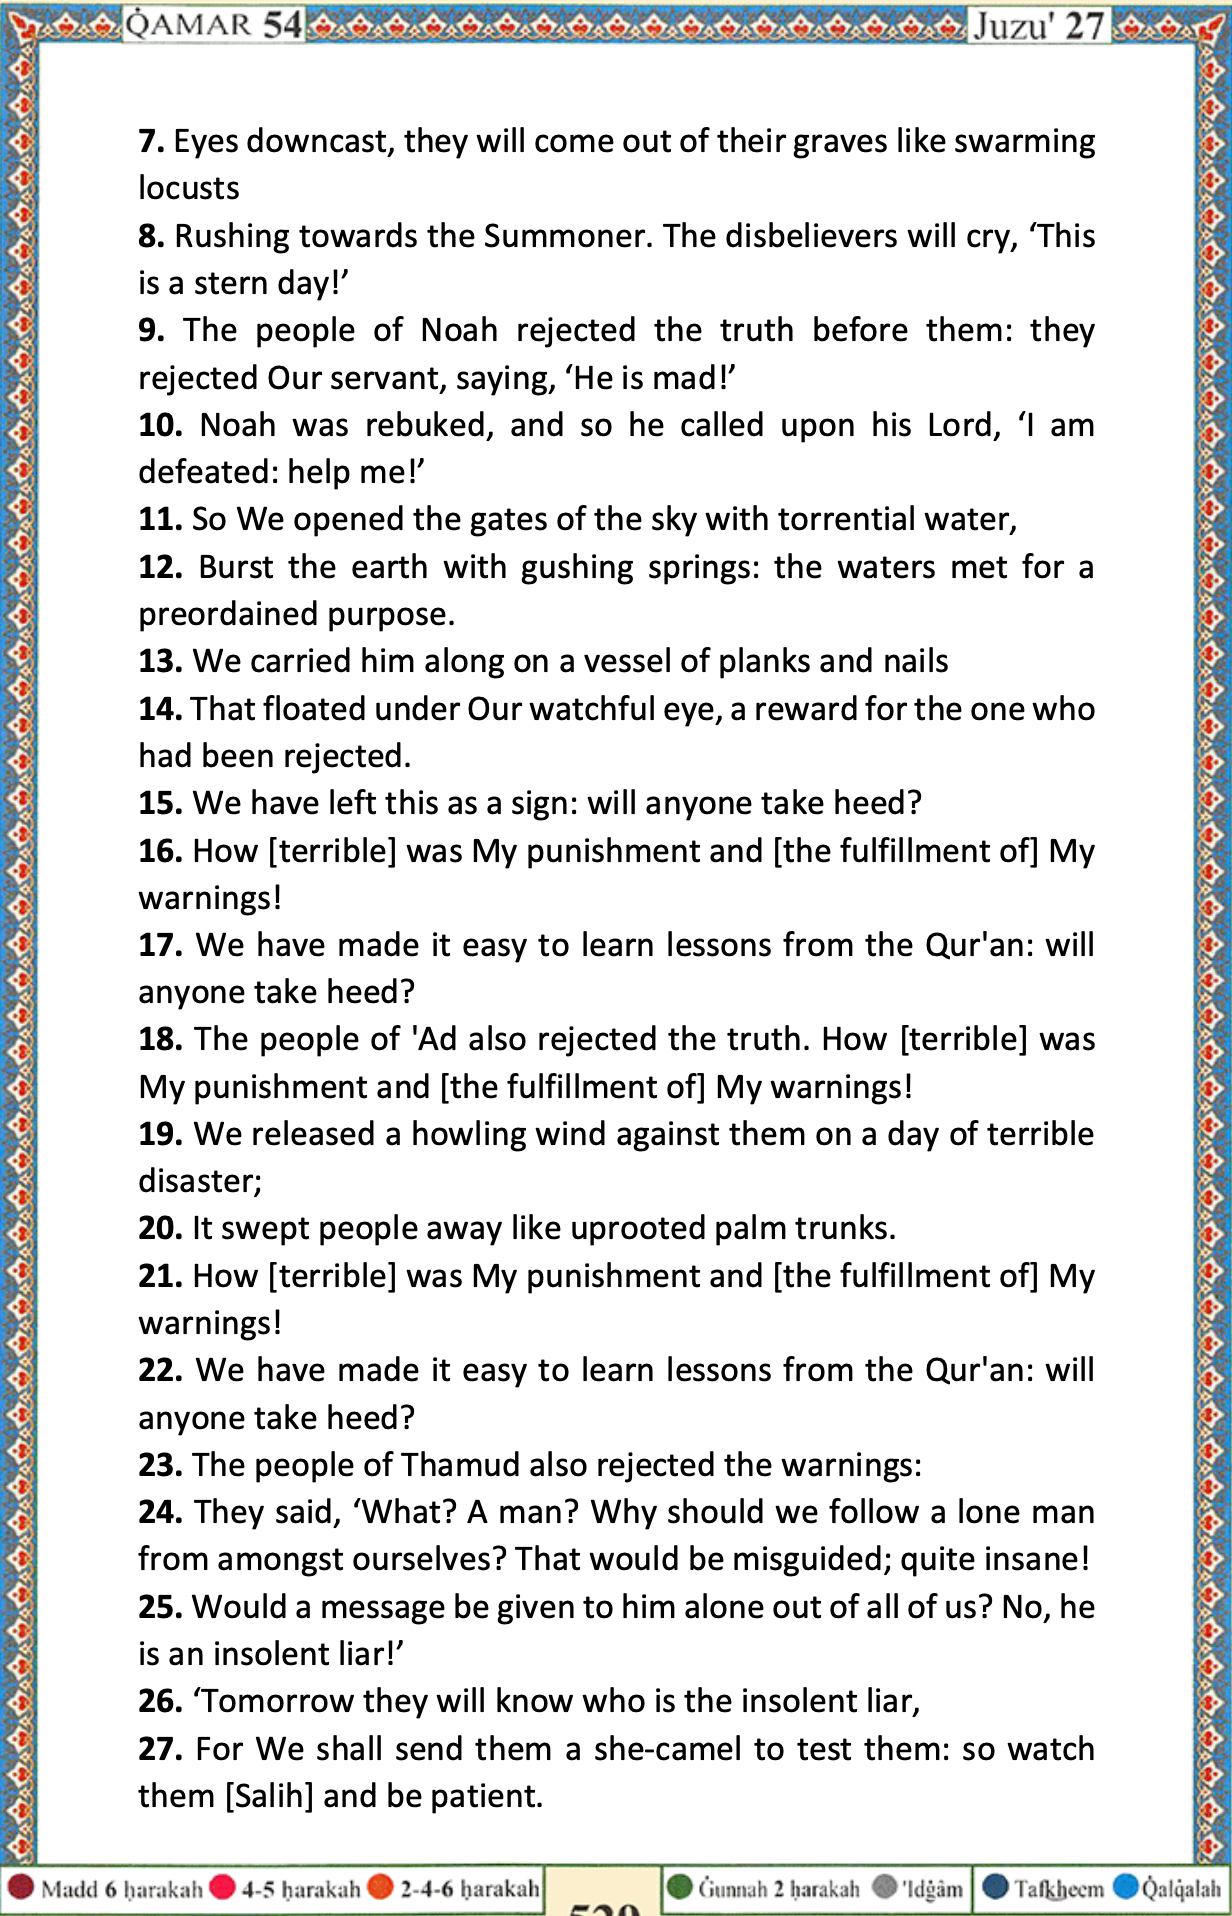 QAMAR 54
Juzu' 27
7. Eyes downcast, they will come out of their graves like swarming
locusts
8. Rushing towards the Summoner. The disbelievers will cry, ‘This
is a stern day!’
9. The people of Noah rejected the truth before them: they
rejected Our servant, saying, ‘He is mad!’
10. Noah was rebuked, and so he called upon his Lord, ‘I am
defeated: help me!’
11. So We opened the gates of the sky with torrential water,
12. Burst the earth with gushing springs: the waters met for a
preordained purpose.
13. We carried him along on a vessel of planks and nails
14. That floated under Our watchful eye, a reward for the one who
had been rejected.
15. We have left this as a sign: will anyone take heed?
16. How [terrible] was My punishment and [the fulfillment of] My
warnings!
17. We have made it easy to learn lessons from the Qur'an: will
anyone take heed?
18. The people of 'Ad also rejected the truth. How [terrible] was
My punishment and [the fulfillment of] My warnings!
19. We released a howling wind against them on a day of terrible
disaster;
20. It swept people away like uprooted palm trunks.
21. How [terrible] was My punishment and [the fulfillment of] My
warnings!
22. We have made it easy to learn lessons from the Qur'an: will
anyone take heed?
23. The people of Thamud also rejected the warnings:
24. They said, ‘What? A man? Why should we follow a lone man
from amongst ourselves? That would be misguided; quite insane!
25. Would a message be given to him alone out of all of us? No, he
is an insolent liar!’
26. ‘Tomorrow they will know who is the insolent liar,
27. For We shall send them a she-camel to test them: so watch
them [Salih] and be patient.
Madd 6 ḥarakah 4-5 ḥarakah 2-4-6 ḥarakah
Ġunnah 2 ḥarakah 'Idġâm Tafkheem Q̇alq̇alah